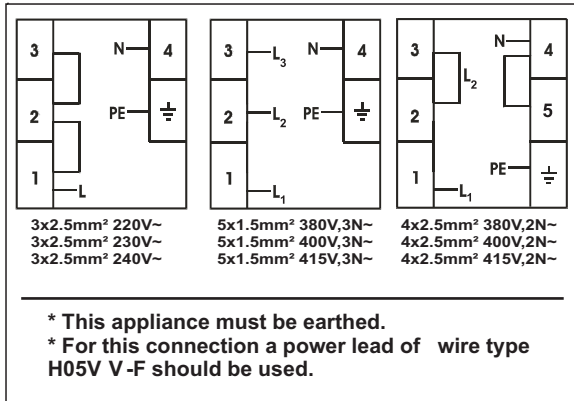 3 N 4
2 PE ⏚
1 L
3x2.5mm² 220V~
3x2.5mm² 230V~
3x2.5mm² 240V~
3 L₃ N 4
2 L₂ PE ⏚
1 L₁
5x1.5mm² 380V,3N~
5x1.5mm² 400V,3N~
5x1.5mm² 415V,3N~
3 N 4
L₂
2 5
1 PE ⏚
L₁
4x2.5mm² 380V,2N~
4x2.5mm² 400V,2N~
4x2.5mm² 415V,2N~
* This appliance must be earthed.
* For this connection a power lead of wire type
H05V V-F should be used.